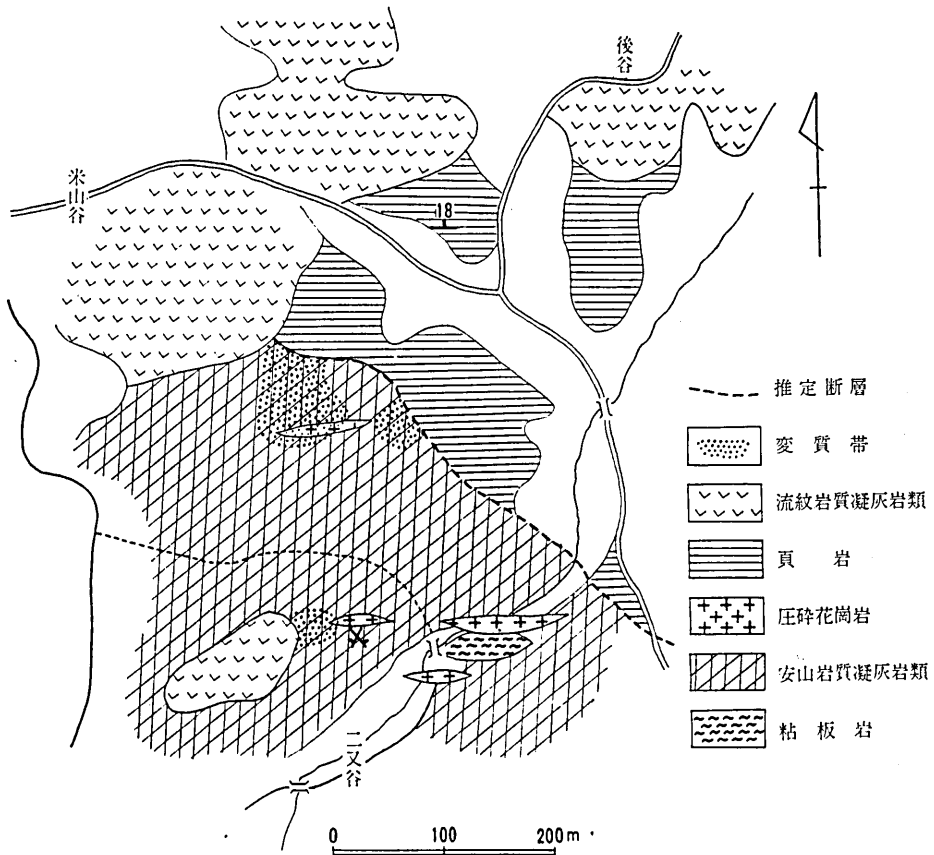 後谷
米山谷
18
推定断層
変質帯
流紋岩質凝灰岩類
頁岩
圧砕花崗岩
安山岩質凝灰岩類
粘板岩
二又谷
0 100 200m